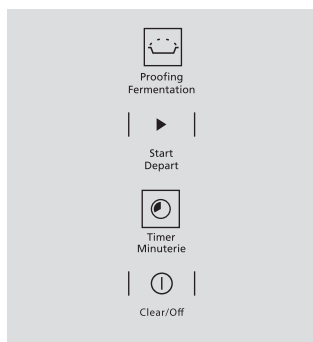 Proofing
Fermentation
Start
Depart
Timer
Minuterie
Clear/Off